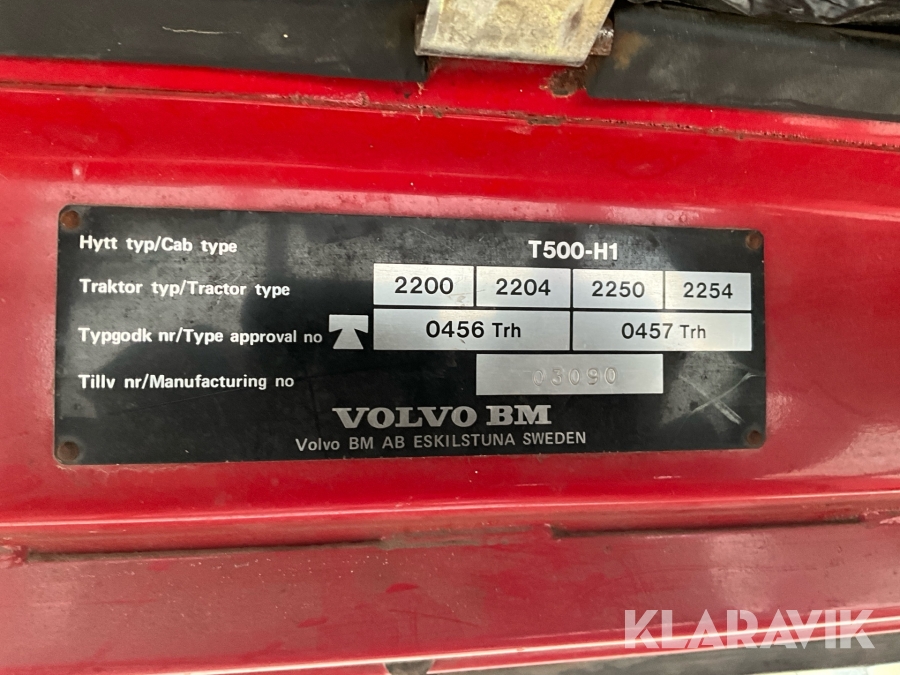 Hytt typ/Cab type T500-H1
Traktor typ/Tractor type 2200 2204 2250 2254
Typgodk nr/Type approval no 0456 Trh 0457 Trh
Tillv nr/Manufacturing no 03090
VOLVO BM
Volvo BM AB ESKILSTUNA SWEDEN
KLARAVIK